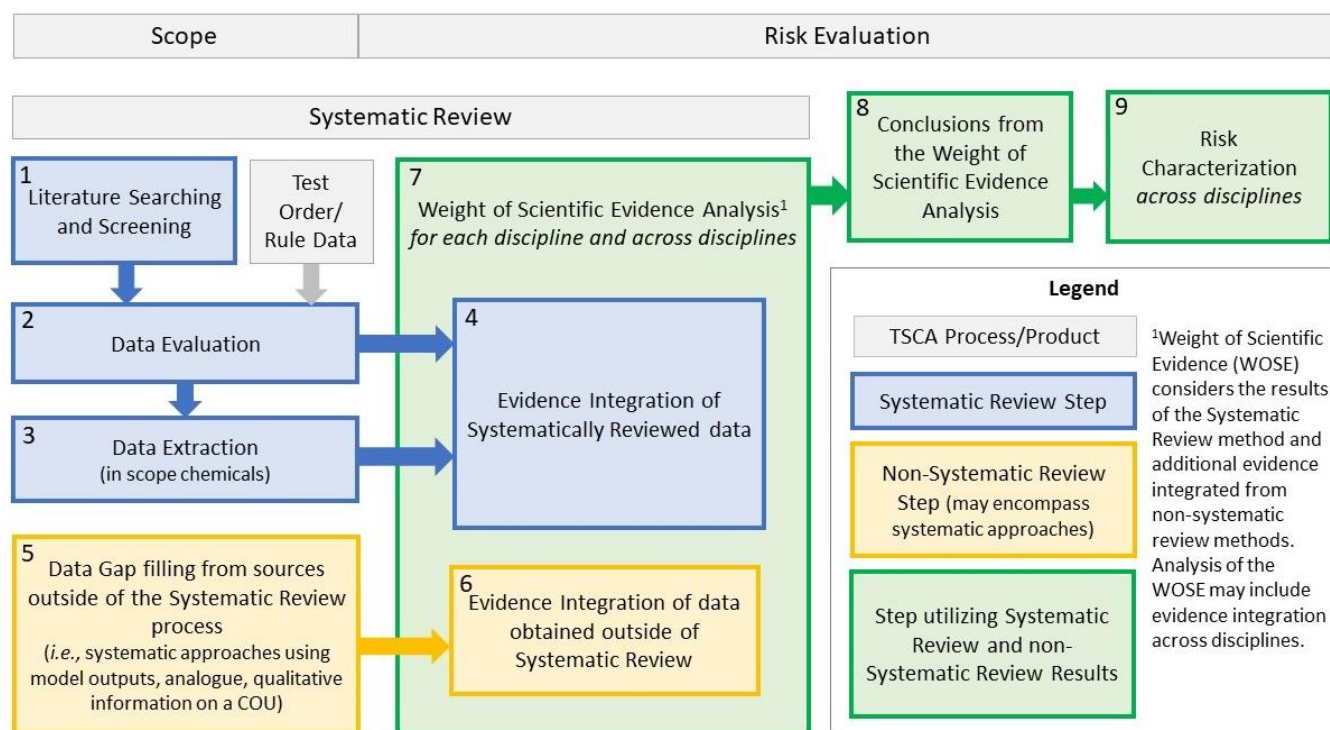 Scope
Risk Evaluation
Systematic Review
1
Literature Searching
and Screening
Test
Order/
Rule Data
2
Data Evaluation
3
Data Extraction
(in scope chemicals)
5
Data Gap filling from sources
outside of the Systematic Review
process
(i.e., systematic approaches using
model outputs, analogue, qualitative
information on a COU)
7
Weight of Scientific Evidence Analysis¹
for each discipline and across disciplines
4
Evidence Integration of
Systematically Reviewed data
6
Evidence Integration of data
obtained outside of
Systematic Review
8
Conclusions from
the Weight of
Scientific Evidence
Analysis
9
Risk
Characterization
across disciplines
Legend
TSCA Process/Product
Systematic Review Step
Non-Systematic Review
Step (may encompass
systematic approaches)
Step utilizing Systematic
Review and non-
Systematic Review Results
¹Weight of Scientific
Evidence (WOSE)
considers the results
of the Systematic
Review method and
additional evidence
integrated from
non-systematic
review methods.
Analysis of the
WOSE may include
evidence integration
across disciplines.